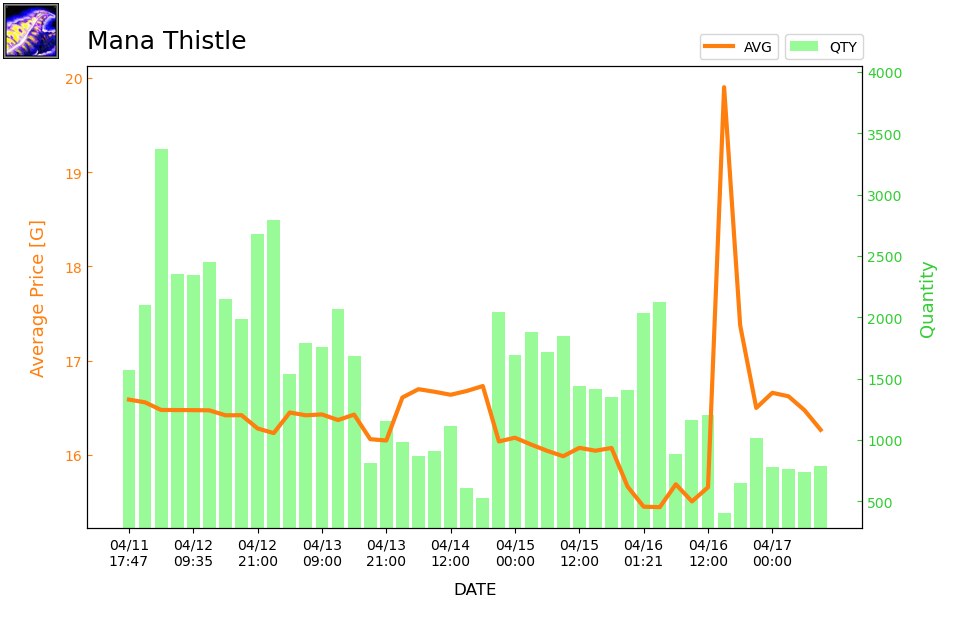 Mana Thistle
AVG
QTY
Average Price [G]
20
19
18
17
16
4000
3500
3000
2500
2000
1500
1000
500
Quantity
04/11 04/12 04/12 04/13 04/13 04/14 04/15 04/15 04/16 04/16 04/17
17:47 09:35 21:00 09:00 21:00 12:00 00:00 12:00 01:21 12:00 00:00
DATE